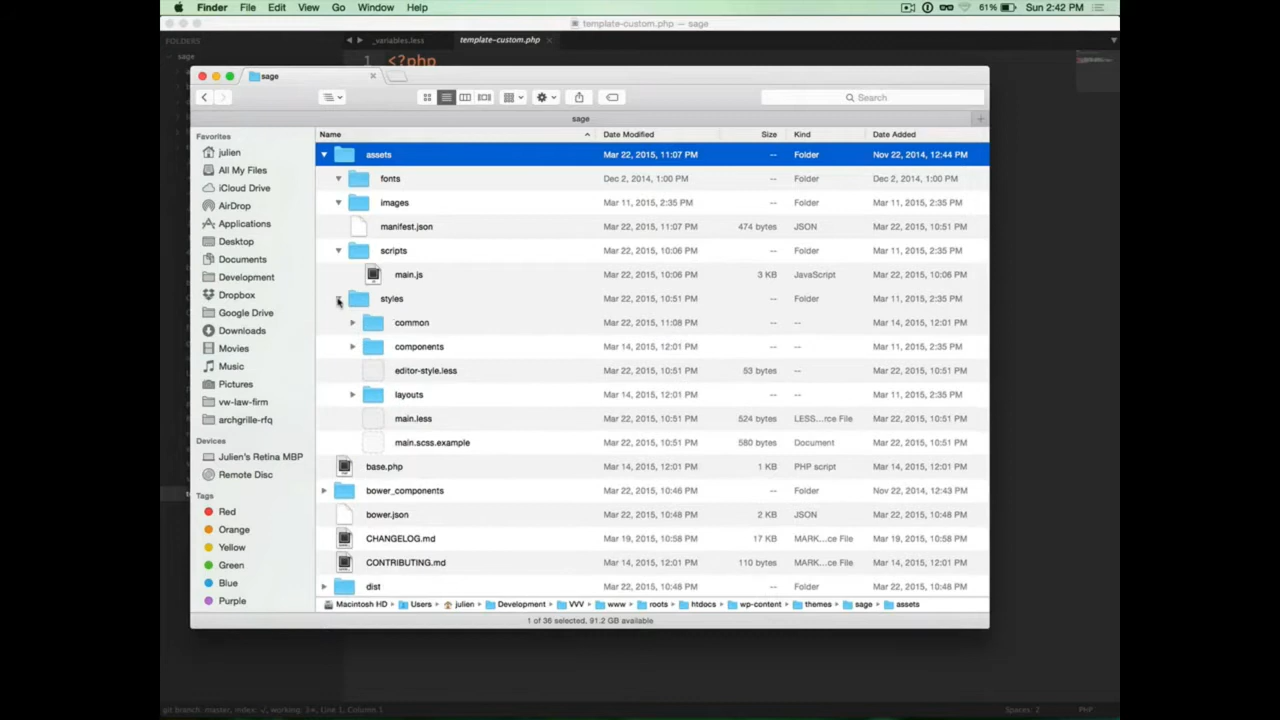 Finder File Edit View Go Window Help 61% Sun 2:42 PM
template-custom.php — sage
FOLDERS
sage
_variables.less template-custom.php
1 <?php
sage
Search
sage
Name Date Modified Size Kind Date Added
Favorites
julien
All My Files
iCloud Drive
AirDrop
Applications
Desktop
Documents
Development
Dropbox
Google Drive
Downloads
Movies
Music
Pictures
vw-law-firm
archgrille-rfq
Devices
Julien's Retina MBP
Remote Disc
Tags
Red
Orange
Yellow
Green
Blue
Purple
assets Mar 22, 2015, 11:07 PM -- Folder Nov 22, 2014, 12:44 PM
fonts Dec 2, 2014, 1:00 PM -- Folder Dec 2, 2014, 1:00 PM
images Mar 11, 2015, 2:35 PM -- Folder Mar 11, 2015, 2:35 PM
manifest.json Mar 22, 2015, 11:07 PM 474 bytes JSON Mar 22, 2015, 10:51 PM
scripts Mar 22, 2015, 10:06 PM -- Folder Mar 11, 2015, 2:35 PM
main.js Mar 22, 2015, 10:06 PM 3 KB JavaScript Mar 22, 2015, 10:06 PM
styles Mar 22, 2015, 10:51 PM -- Folder Mar 11, 2015, 2:35 PM
common Mar 22, 2015, 11:08 PM -- -- Mar 14, 2015, 12:01 PM
components Mar 14, 2015, 12:01 PM -- -- Mar 11, 2015, 2:35 PM
editor-style.less Mar 22, 2015, 10:51 PM 53 bytes -- Mar 22, 2015, 10:51 PM
layouts Mar 14, 2015, 12:01 PM -- -- Mar 11, 2015, 2:35 PM
main.less Mar 22, 2015, 10:51 PM 524 bytes LESS...rce File Mar 22, 2015, 10:51 PM
main.scss.example Mar 22, 2015, 10:51 PM 580 bytes Document Mar 22, 2015, 10:51 PM
base.php Mar 14, 2015, 12:01 PM 1 KB PHP script Mar 14, 2015, 12:01 PM
bower_components Mar 22, 2015, 10:46 PM -- Folder Nov 22, 2014, 12:43 PM
bower.json Mar 22, 2015, 10:48 PM 2 KB JSON Mar 22, 2015, 10:48 PM
CHANGELOG.md Mar 19, 2015, 10:58 PM 17 KB MARK...ce File Mar 19, 2015, 10:58 PM
CONTRIBUTING.md Mar 14, 2015, 12:01 PM 110 bytes MARK...ce File Mar 14, 2015, 12:01 PM
dist Mar 22, 2015, 10:48 PM -- Folder Mar 22, 2015, 10:48 PM
Macintosh HD Users julien Development VVV www roots htdocs wp-content themes sage assets
1 of 36 selected, 91.2 GB available
git branch: master, index: ✓, working: 3≠, Line 1, Column 1 Spaces: 2 PHP